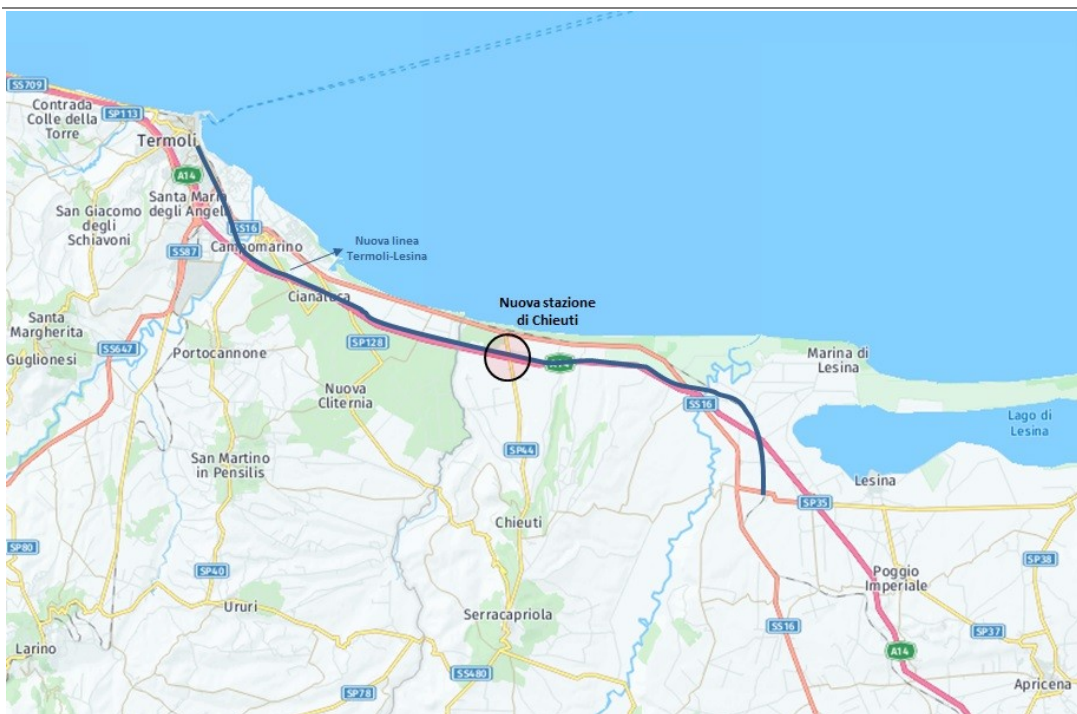 SS709
Contrada
Colle della
Torre
SP113
Termoli
A14
Santa Maria
degli Angeli
San Giacomo
degli
Schiavoni
SS16
SS87
Campomarino
Nuova linea
Termoli-Lesina
Cianaluca
Nuova stazione
di Chieuti
Santa
Margherita
Guglionesi
SS647
Portocannone
SP128
A14
Marina di
Lesina
Nuova
Cliternia
SS16
Lago di
Lesina
SP44
San Martino
in Pensilis
Lesina
SP35
Chieuti
SP80
SP40
Ururi
Poggio
Imperiale
SP38
Serracapriola
SS16
SP37
Larino
A14
SS480
SP78
Apricena